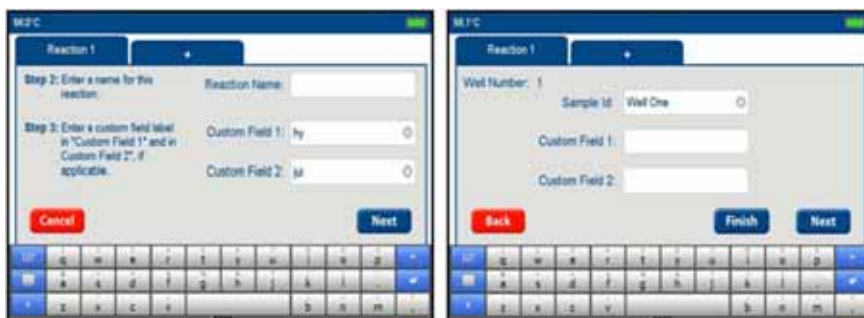 Reaction 1
+
Step 2: Enter a name for this
reaction.
Reaction Name:
Step 3: Enter a custom field label
in "Custom Field 1" and in
Custom Field 2", if
applicable.
Custom Field 1: hy
Custom Field 2: jul
Cancel
Next
q w e r t y u i o p
a s d f g h j k l .
z x c v b n m ,
Reaction 1
+
Well Number: 1
Sample Id: Well One
Custom Field 1:
Custom Field 2:
Back
Finish
Next
q w e r t y u i o p
a s d f g h j k l .
z x c v b n m ,